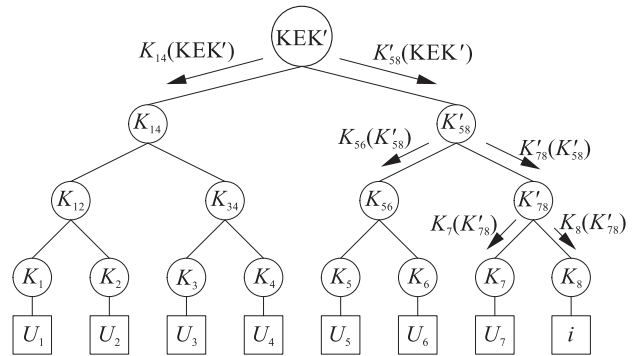 KEK′
K₁₄(KEK′) K′₅₈(KEK′)
K₁₄ K′₅₈
K₅₆(K′₅₈) K′₇₈(K′₅₈)
K₁₂ K₃₄ K₅₆ K′₇₈
K₇(K′₇₈) K₈(K′₇₈)
K₁ K₂ K₃ K₄ K₅ K₆ K₇ K₈
U₁ U₂ U₃ U₄ U₅ U₆ U₇ i